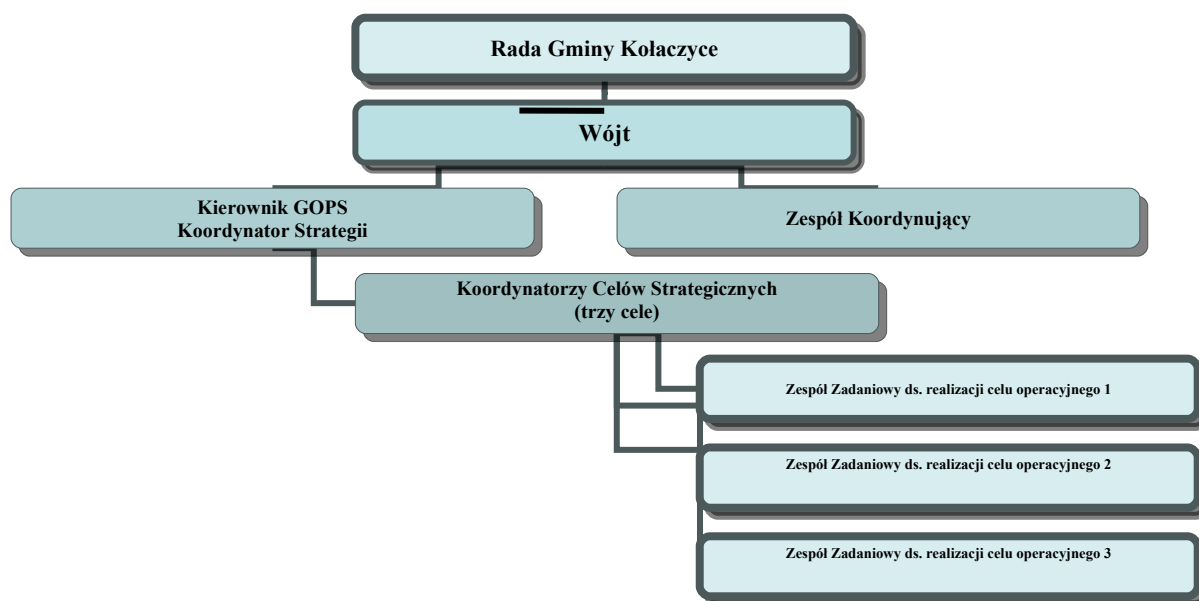 Rada Gminy Kołaczyce
Wójt
Kierownik GOPS
Koordynator Strategii
Zespół Koordynujący
Koordynatorzy Celów Strategicznych
(trzy cele)
Zespół Zadaniowy ds. realizacji celu operacyjnego 1
Zespół Zadaniowy ds. realizacji celu operacyjnego 2
Zespół Zadaniowy ds. realizacji celu operacyjnego 3